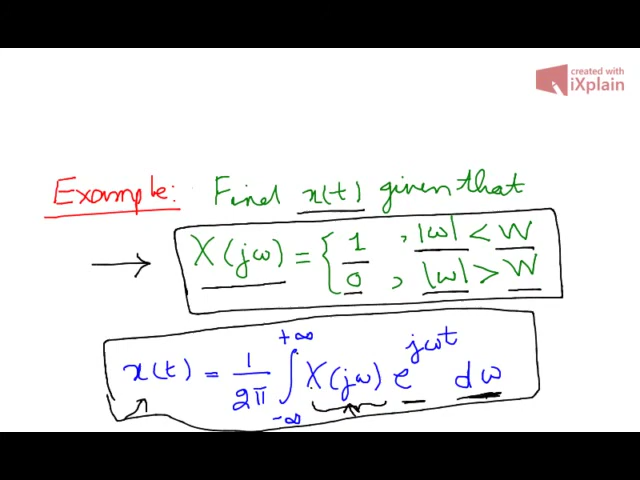 created with
iXplain
Example: Find x(t) given that
X(jω) = { 1 , |ω| < W
0 , |ω| > W
x(t) = 1/2π ∫_{-∞}^{+∞} X(jω) e^{jωt} dω